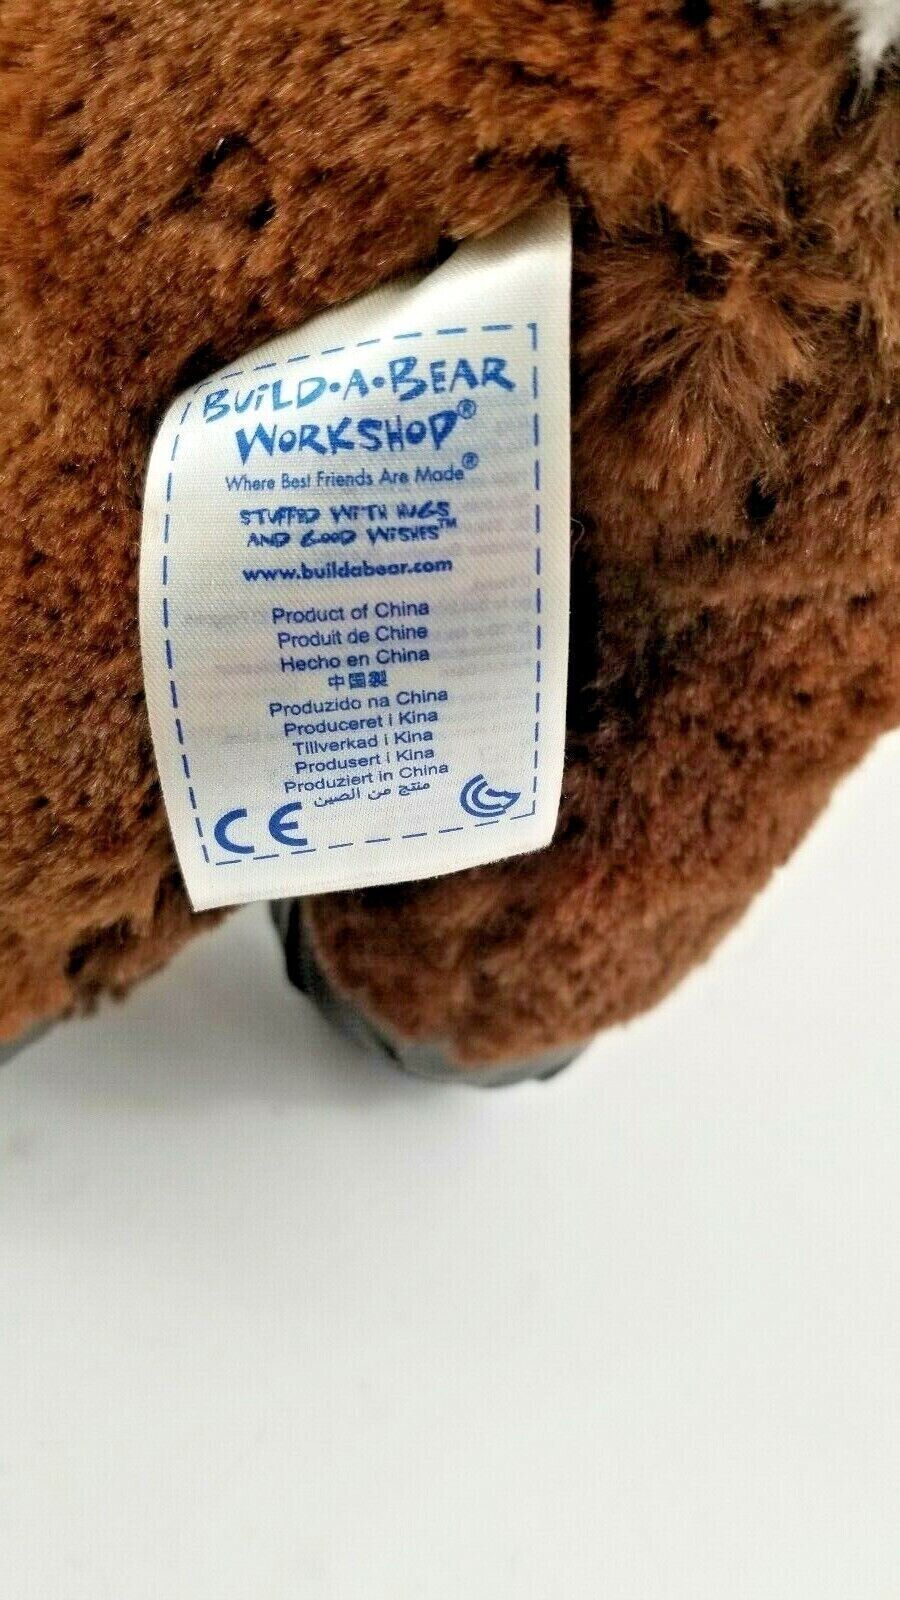 BUILD•A•BEAR
WORKSHOP®
Where Best Friends Are Made®
STUFFED WITH HUGS
AND GOOD WISHES™
www.buildabear.com
Product of China
Produit de Chine
Hecho en China
中国製
Produzido na China
Produceret i Kina
Tillverkad i Kina
Produsert i Kina
Produziert in China
منتج من الصين
CE